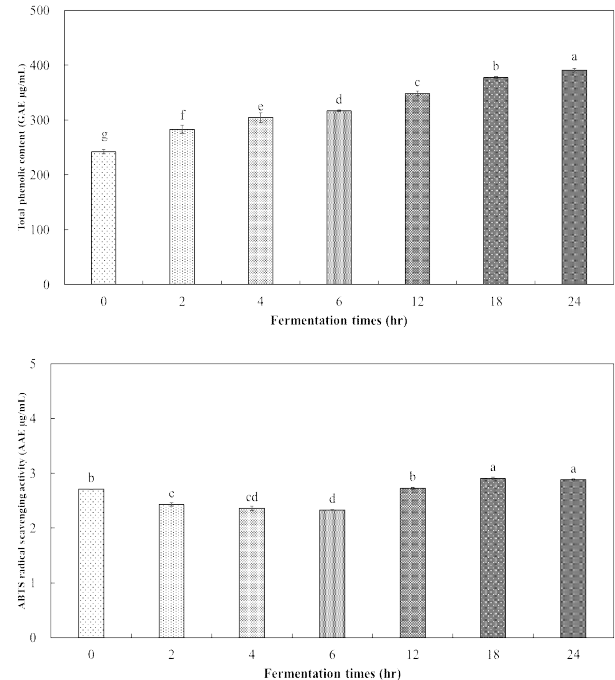 500
400
300
200
100
0
Total phenolic content (GAE µg/mL)
g
f
e
d
c
b
a
0 2 4 6 12 18 24
Fermentation times (hr)
5
4
3
2
1
0
ABTS radical scavenging activity (AAE µg/mL)
b
c
cd
d
b
a
a
0 2 4 6 12 18 24
Fermentation times (hr)